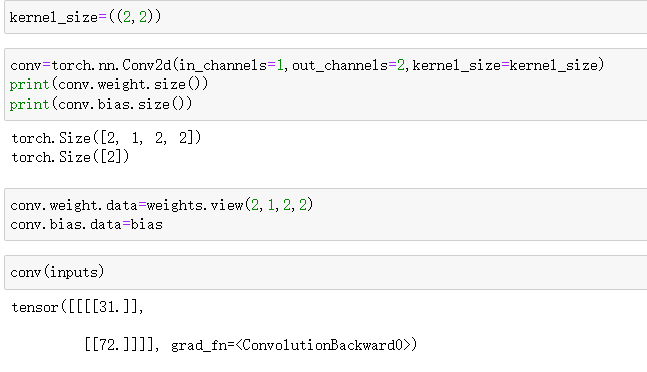 kernel_size=((2,2))
conv=torch.nn.Conv2d(in_channels=1,out_channels=2,kernel_size=kernel_size)
print(conv.weight.size())
print(conv.bias.size())
torch.Size([2, 1, 2, 2])
torch.Size([2])
conv.weight.data=weights.view(2,1,2,2)
conv.bias.data=bias
conv(inputs)
tensor([[[[31.]],
[[72.]]]], grad_fn=<ConvolutionBackward0>)